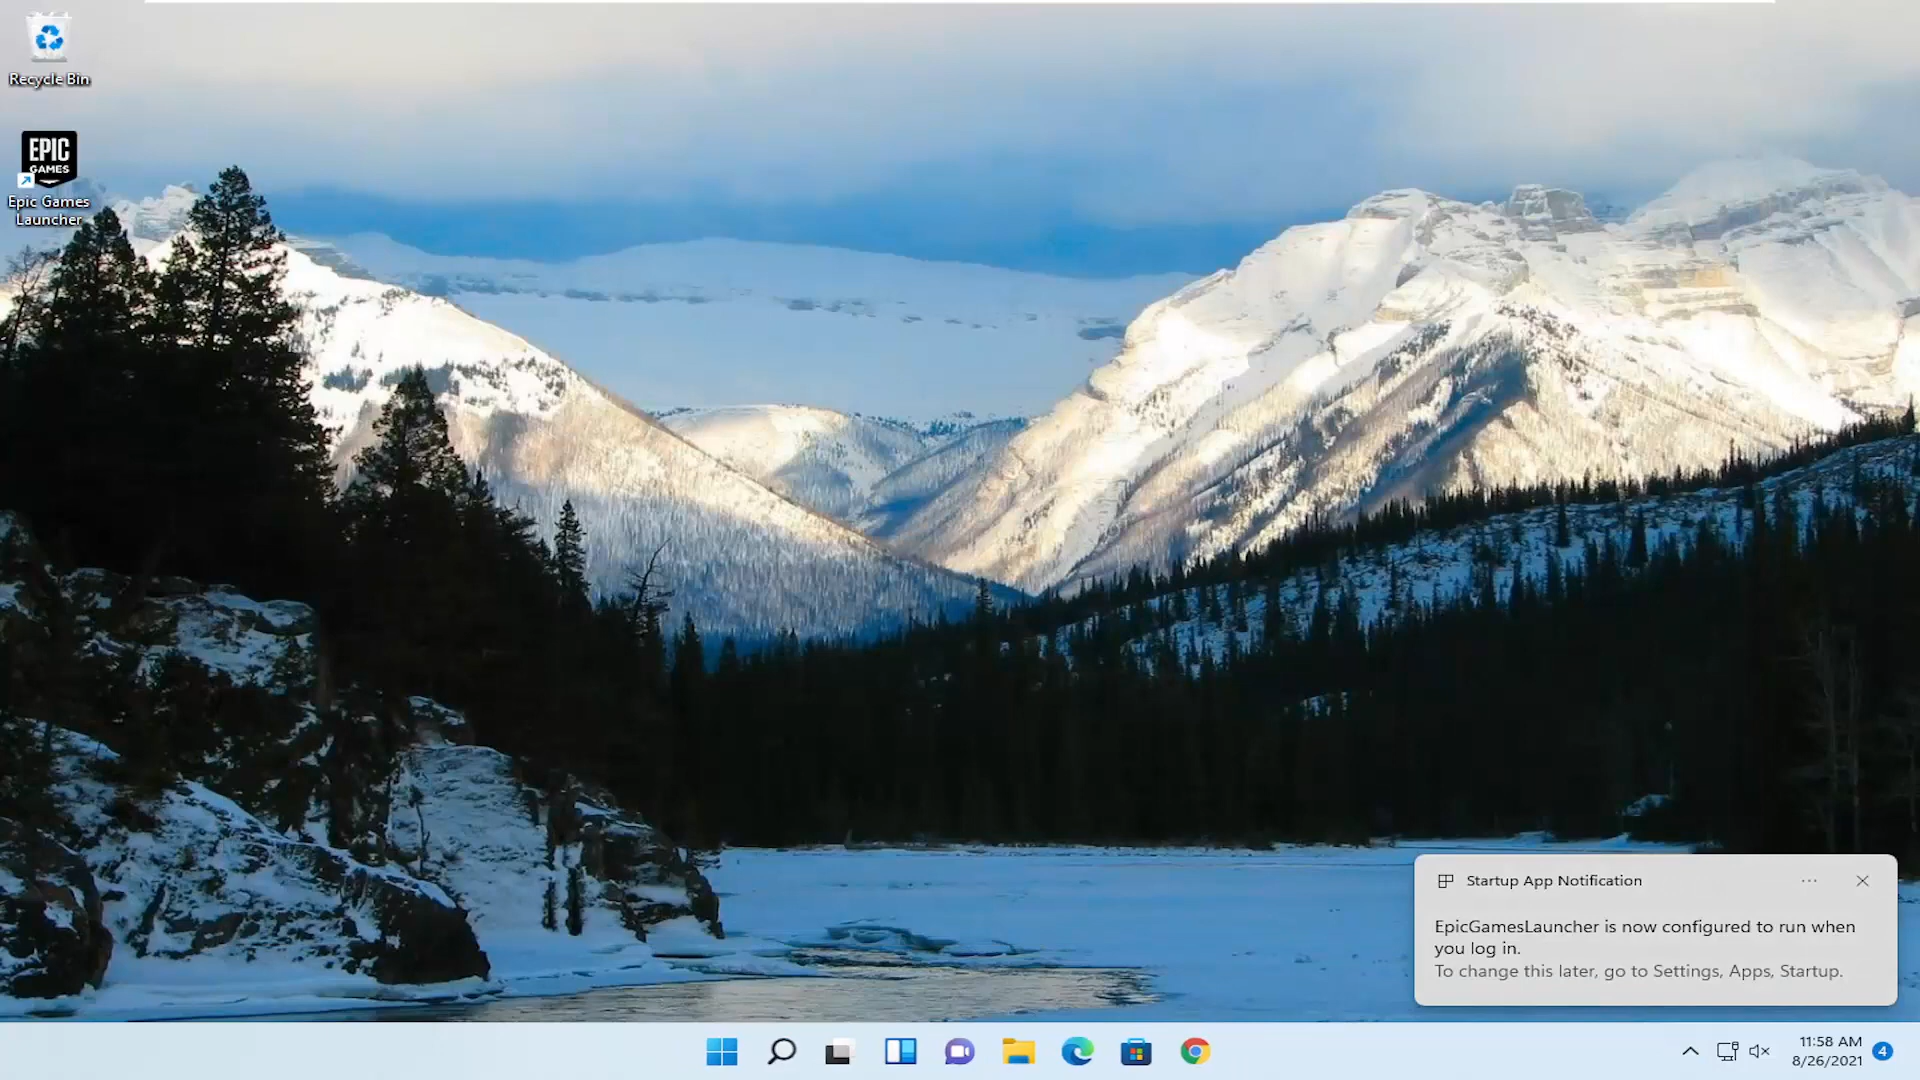 Recycle Bin
EPIC
GAMES
Epic Games
Launcher
Startup App Notification
EpicGamesLauncher is now configured to run when
you log in.
To change this later, go to Settings, Apps, Startup.
11:58 AM
8/26/2021
4